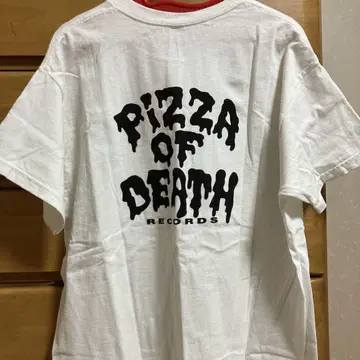 PiZZA
OF
DEATH
RECORDS